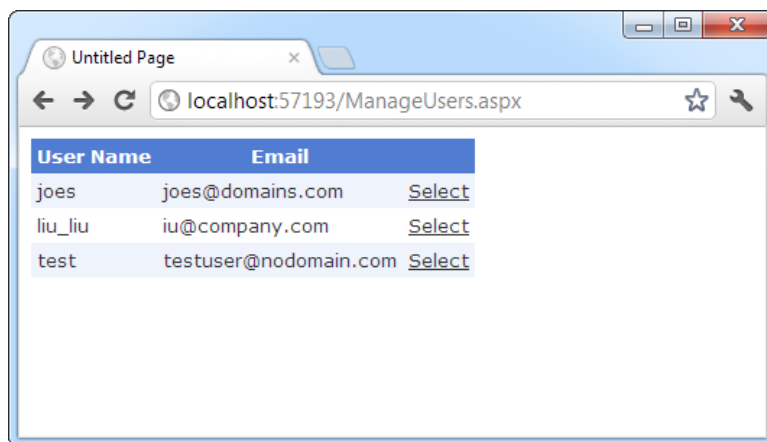 Untitled Page
localhost:57193/ManageUsers.aspx
User Name Email
joes joes@domains.com Select
liu_liu iu@company.com Select
test testuser@nodomain.com Select